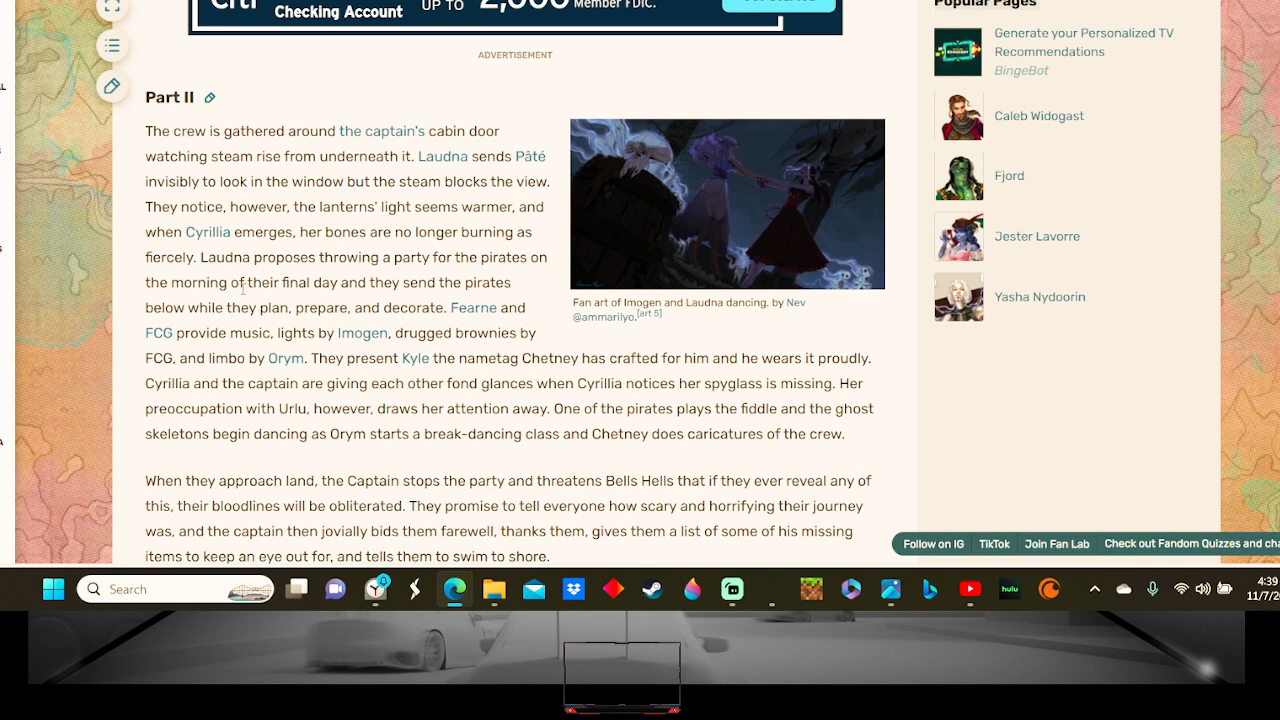 Citi
Checking Account
UP TO
Member FDIC.
ADVERTISEMENT
Popular Pages
Generate your Personalized TV
Recommendations
BingeBot
Caleb Widogast
Fjord
Jester Lavorre
Yasha Nydoorin
Part II
The crew is gathered around the captain's cabin door
watching steam rise from underneath it. Laudna sends Pâté
invisibly to look in the window but the steam blocks the view.
They notice, however, the lanterns' light seems warmer, and
when Cyrillia emerges, her bones are no longer burning as
fiercely. Laudna proposes throwing a party for the pirates on
the morning of their final day and they send the pirates
below while they plan, prepare, and decorate. Fearne and
FCG provide music, lights by Imogen, drugged brownies by
FCG, and limbo by Orym. They present Kyle the nametag Chetney has crafted for him and he wears it proudly.
Cyrillia and the captain are giving each other fond glances when Cyrillia notices her spyglass is missing. Her
preoccupation with Urlu, however, draws her attention away. One of the pirates plays the fiddle and the ghost
skeletons begin dancing as Orym starts a break-dancing class and Chetney does caricatures of the crew.
Fan art of Imogen and Laudna dancing, by Nev
@ammarilyo.[art 5]
When they approach land, the Captain stops the party and threatens Bells Hells that if they ever reveal any of
this, their bloodlines will be obliterated. They promise to tell everyone how scary and horrifying their journey
was, and the captain then jovially bids them farewell, thanks them, gives them a list of some of his missing
items to keep an eye out for, and tells them to swim to shore.
Follow on IG TikTok Join Fan Lab Check out Fandom Quizzes and cha
Search
hulu
4:39
11/7/20